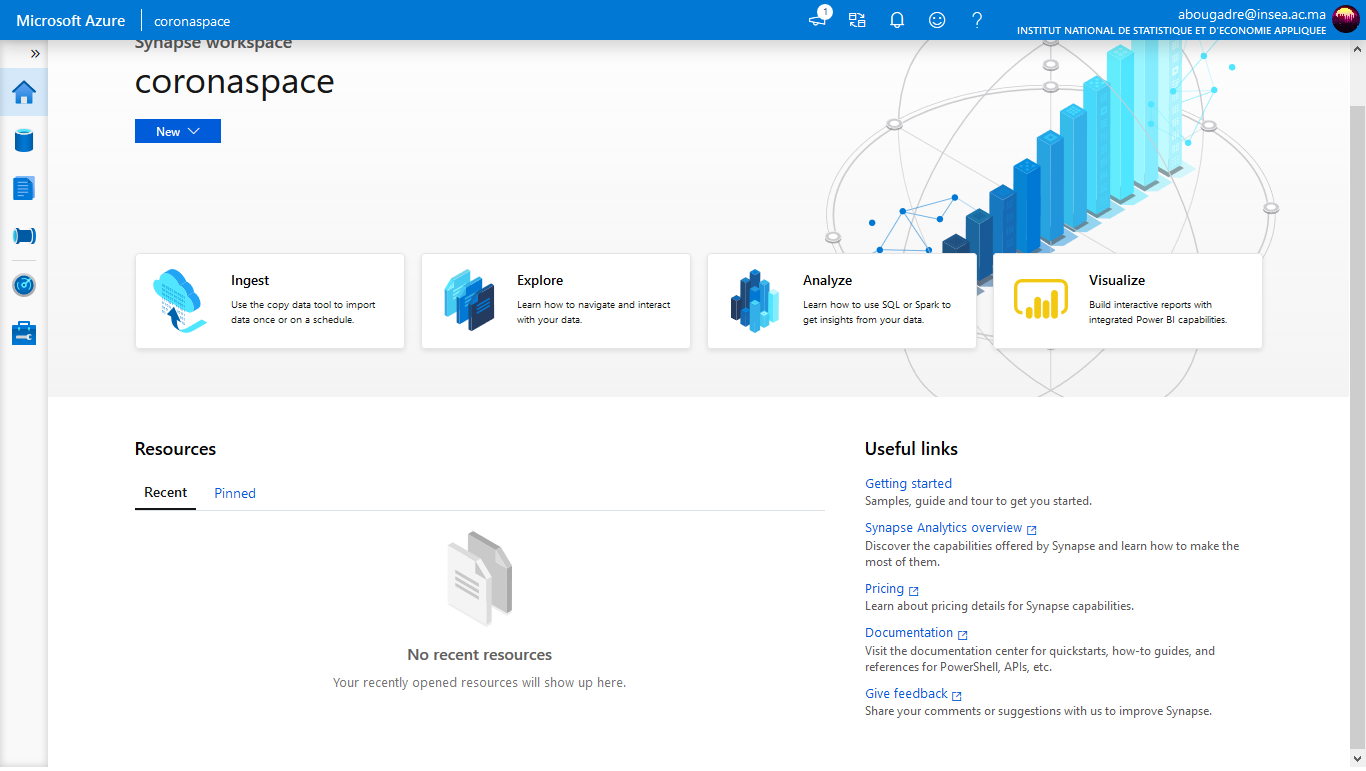 Microsoft Azure
coronaspace
1
abougadre@insea.ac.ma
INSTITUT NATIONAL DE STATISTIQUE ET D'ECONOMIE APPLIQUEE
Synapse workspace
coronaspace
New
Ingest
Use the copy data tool to import
data once or on a schedule.
Explore
Learn how to navigate and interact
with your data.
Analyze
Learn how to use SQL or Spark to
get insights from your data.
Visualize
Build interactive reports with
integrated Power BI capabilities.
Resources
Recent
Pinned
No recent resources
Your recently opened resources will show up here.
Useful links
Getting started
Samples, guide and tour to get you started.
Synapse Analytics overview
Discover the capabilities offered by Synapse and learn how to make the
most of them.
Pricing
Learn about pricing details for Synapse capabilities.
Documentation
Visit the documentation center for quickstarts, how-to guides, and
references for PowerShell, APIs, etc.
Give feedback
Share your comments or suggestions with us to improve Synapse.